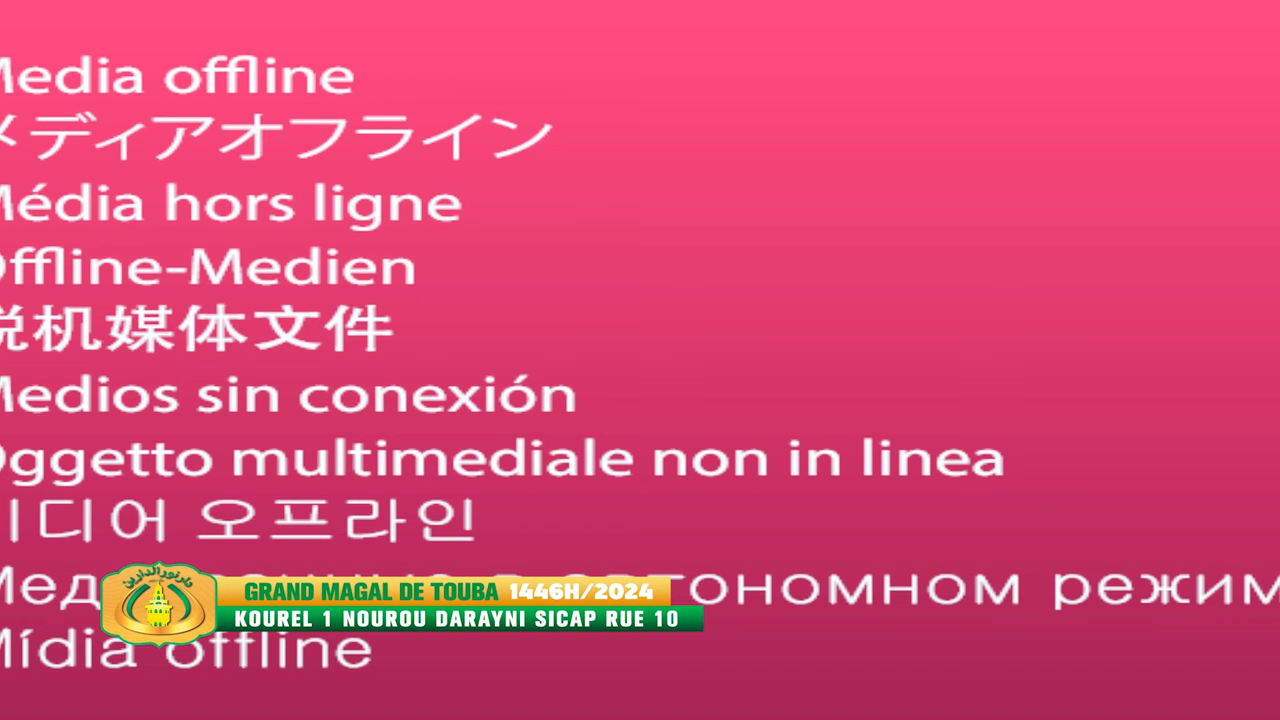 Media offline
メディアオフライン
Média hors ligne
Offline-Medien
脱机媒体文件
Medios sin conexión
Oggetto multimediale non in linea
미디어 오프라인
Мед тономном режим
GRAND MAGAL DE TOUBA 1446H/2024
KOUREL 1 NOUROU DARAYNI SICAP RUE 10
Mídia offline